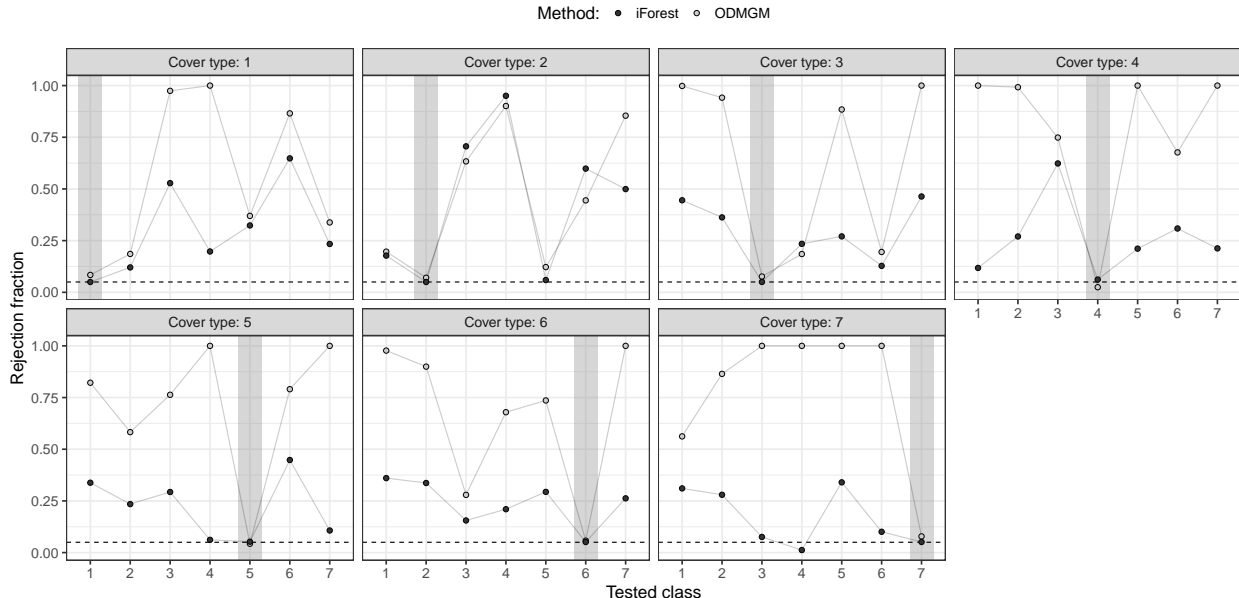 Method: iForest ODMGM
Cover type: 1 Cover type: 2 Cover type: 3 Cover type: 4
1.00
0.75
0.50
0.25
0.00
1 2 3 4 5 6 7
Cover type: 5 Cover type: 6 Cover type: 7
1.00
0.75
0.50
0.25
0.00
1 2 3 4 5 6 7 1 2 3 4 5 6 7 1 2 3 4 5 6 7
Rejection fraction
Tested class